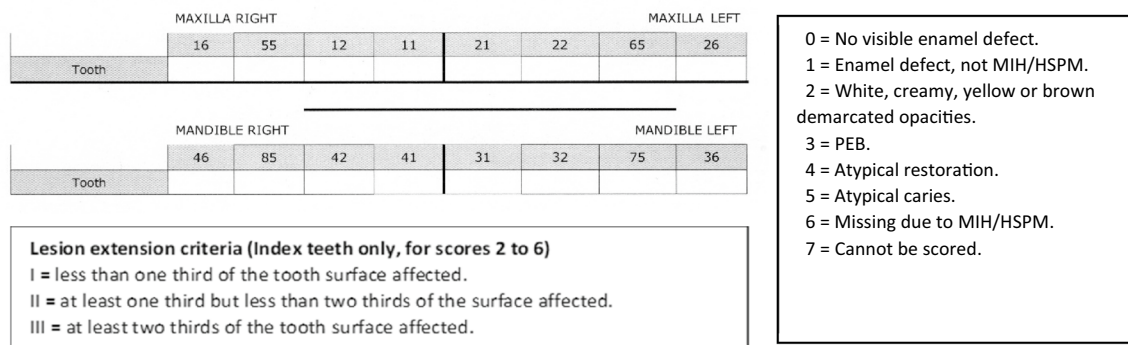 MAXILLA RIGHT MAXILLA LEFT
16 55 12 11 21 22 65 26
Tooth
MANDIBLE RIGHT MANDIBLE LEFT
46 85 42 41 31 32 75 36
Tooth
Lesion extension criteria (Index teeth only, for scores 2 to 6)
I = less than one third of the tooth surface affected.
II = at least one third but less than two thirds of the surface affected.
III = at least two thirds of the tooth surface affected.
0 = No visible enamel defect.
1 = Enamel defect, not MIH/HSPM.
2 = White, creamy, yellow or brown
demarcated opacities.
3 = PEB.
4 = Atypical restoration.
5 = Atypical caries.
6 = Missing due to MIH/HSPM.
7 = Cannot be scored.